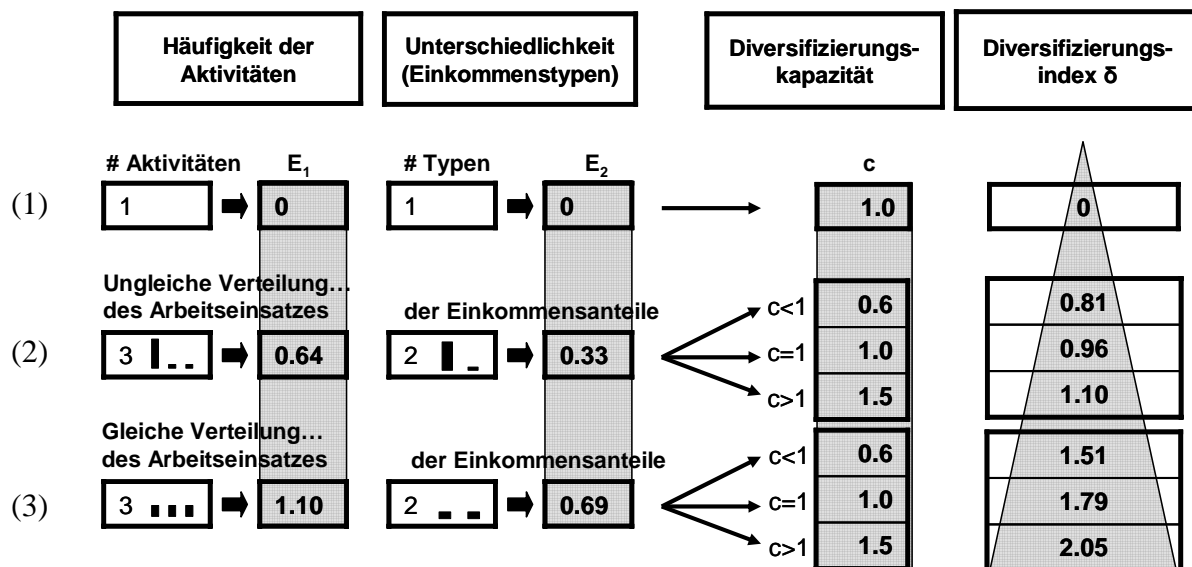 Häufigkeit der
Aktivitäten
Unterschiedlichkeit
(Einkommenstypen)
Diversifizierungs-
kapazität
Diversifizierungs-
index δ
# Aktivitäten E₁ # Typen E₂ c
(1) 1 0 1 0 1.0 0
Ungleiche Verteilung…
des Arbeitseinsatzes der Einkommensanteile
c<1 0.6 0.81
(2) 3 0.64 2 0.33 c=1 1.0 0.96
c>1 1.5 1.10
Gleiche Verteilung…
des Arbeitseinsatzes der Einkommensanteile
c<1 0.6 1.51
(3) 3 1.10 2 0.69 c=1 1.0 1.79
c>1 1.5 2.05